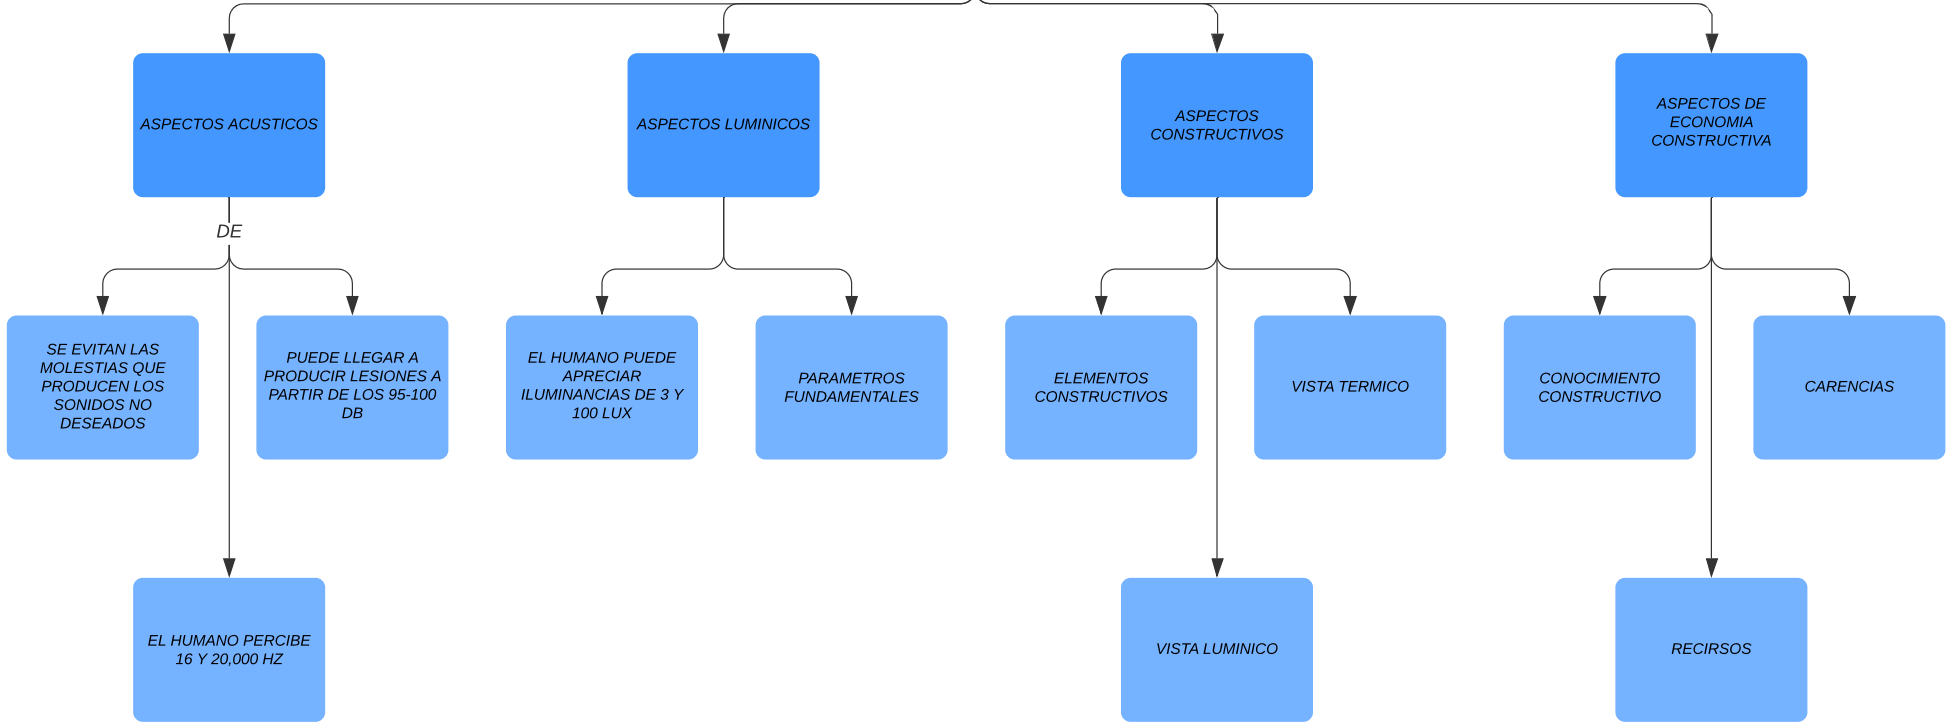 ASPECTOS ACUSTICOS
ASPECTOS LUMINICOS
ASPECTOS
CONSTRUCTIVOS
ASPECTOS DE
ECONOMIA
CONSTRUCTIVA
DE
SE EVITAN LAS
MOLESTIAS QUE
PRODUCEN LOS
SONIDOS NO
DESEADOS
PUEDE LLEGAR A
PRODUCIR LESIONES A
PARTIR DE LOS 95-100
DB
EL HUMANO PUEDE
APRECIAR
ILUMINANCIAS DE 3 Y
100 LUX
PARAMETROS
FUNDAMENTALES
ELEMENTOS
CONSTRUCTIVOS
VISTA TERMICO
CONOCIMIENTO
CONSTRUCTIVO
CARENCIAS
EL HUMANO PERCIBE
16 Y 20,000 HZ
VISTA LUMINICO
RECIRSOS